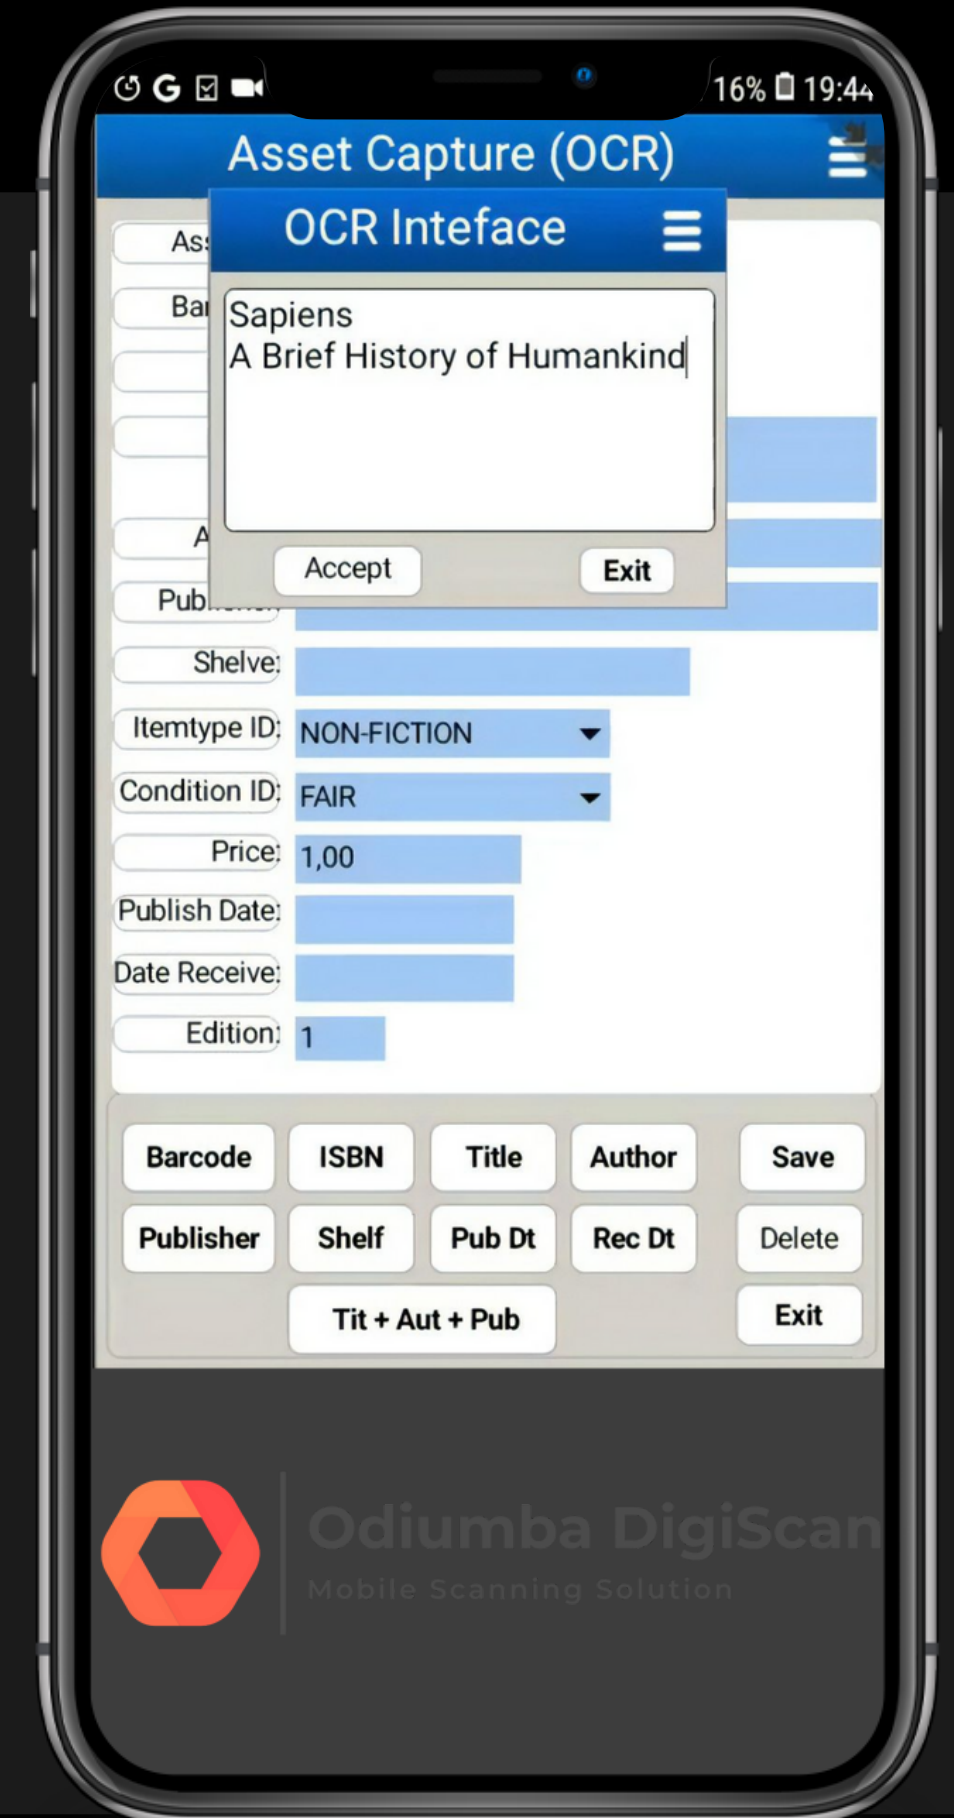 16% 19:44
Asset Capture (OCR)
OCR Inteface
Sapiens
A Brief History of Humankind
Accept Exit
Shelve:
Itemtype ID: NON-FICTION
Condition ID: FAIR
Price: 1,00
Publish Date:
Date Receive:
Edition: 1
Barcode ISBN Title Author Save
Publisher Shelf Pub Dt Rec Dt Delete
Tit + Aut + Pub Exit
Odiumba DigiScan
Mobile Scanning Solution